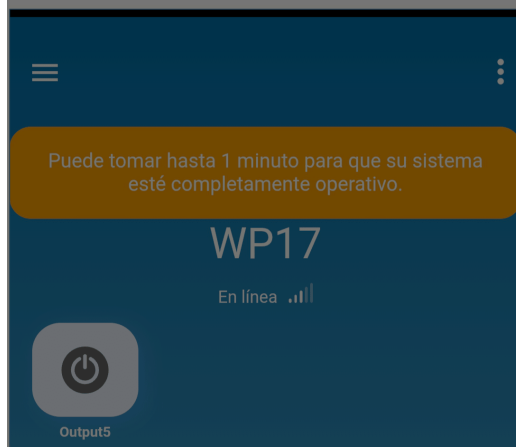 Puede tomar hasta 1 minuto para que su sistema
esté completamente operativo.
WP17
En línea
Output5